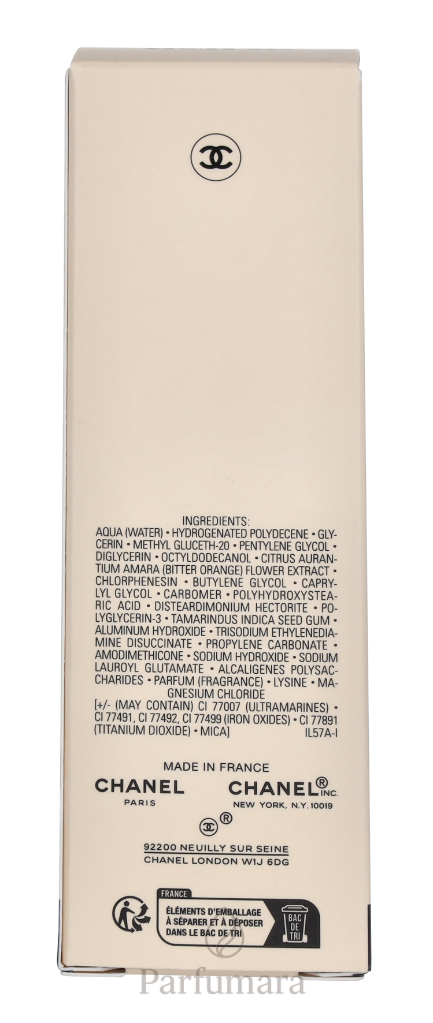 INGREDIENTS:
AQUA (WATER) • HYDROGENATED POLYDECENE • GLY-
CERIN • METHYL GLUCETH-20 • PENTYLENE GLYCOL •
DIGLYCERIN • OCTYLDODECANOL • CITRUS AURAN-
TIUM AMARA (BITTER ORANGE) FLOWER EXTRACT •
CHLORPHENESIN • BUTYLENE GLYCOL • CAPRY-
LYL GLYCOL • CARBOMER • POLYHYDROXYSTEA-
RIC ACID • DISTEARDIMONIUM HECTORITE • PO-
LYGLYCERIN-3 • TAMARINDUS INDICA SEED GUM •
ALUMINUM HYDROXIDE • TRISODIUM ETHYLENEDIA-
MINE DISUCCINATE • PROPYLENE CARBONATE •
AMODIMETHICONE • SODIUM HYDROXIDE • SODIUM
LAUROYL GLUTAMATE • ALCALIGENES POLYSAC-
CHARIDES • PARFUM (FRAGRANCE) • LYSINE • MA-
GNESIUM CHLORIDE
[+/- (MAY CONTAIN) CI 77007 (ULTRAMARINES) •
CI 77491, CI 77492, CI 77499 (IRON OXIDES) • CI 77891
(TITANIUM DIOXIDE) • MICA] IL57A-I
MADE IN FRANCE
CHANEL CHANEL® INC.
PARIS NEW YORK, N.Y. 10019
®
92200 NEUILLY SUR SEINE
CHANEL LONDON W1J 6DG
FRANCE
ÉLÉMENTS D'EMBALLAGE
À SÉPARER ET À DÉPOSER
DANS LE BAC DE TRI
BAC
DE
TRI
Parfumara